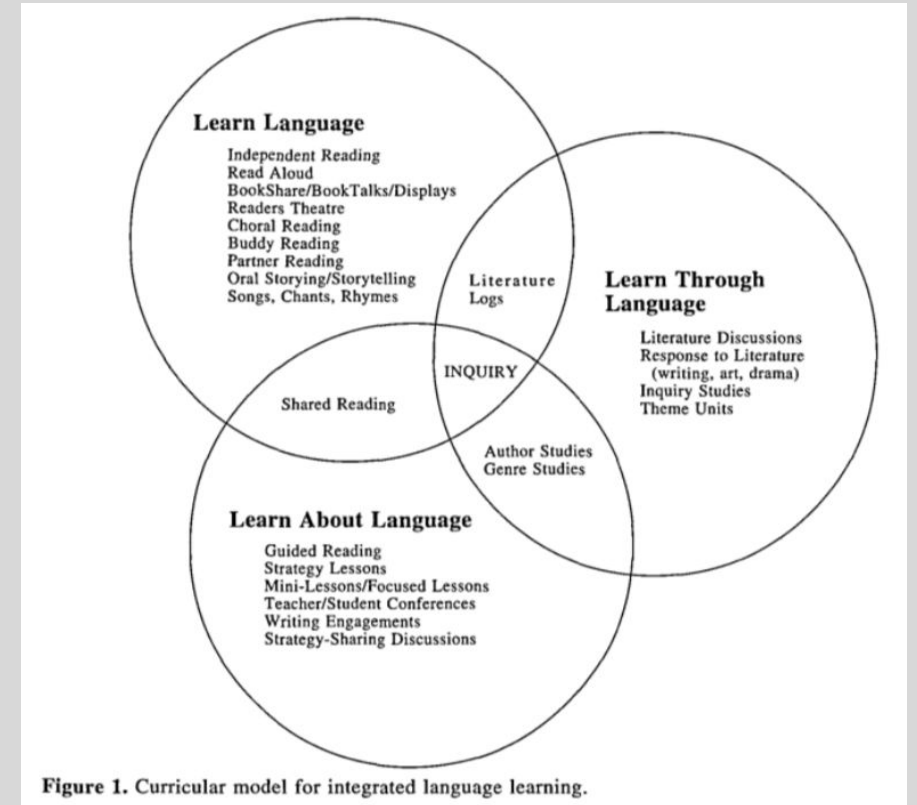 Learn Language
Independent Reading
Read Aloud
BookShare/BookTalks/Displays
Readers Theatre
Choral Reading
Buddy Reading
Partner Reading
Oral Storying/Storytelling
Songs, Chants, Rhymes
Literature
Logs
Learn Through
Language
Literature Discussions
Response to Literature
(writing, art, drama)
Inquiry Studies
Theme Units
INQUIRY
Shared Reading
Author Studies
Genre Studies
Learn About Language
Guided Reading
Strategy Lessons
Mini-Lessons/Focused Lessons
Teacher/Student Conferences
Writing Engagements
Strategy-Sharing Discussions
Figure 1. Curricular model for integrated language learning.